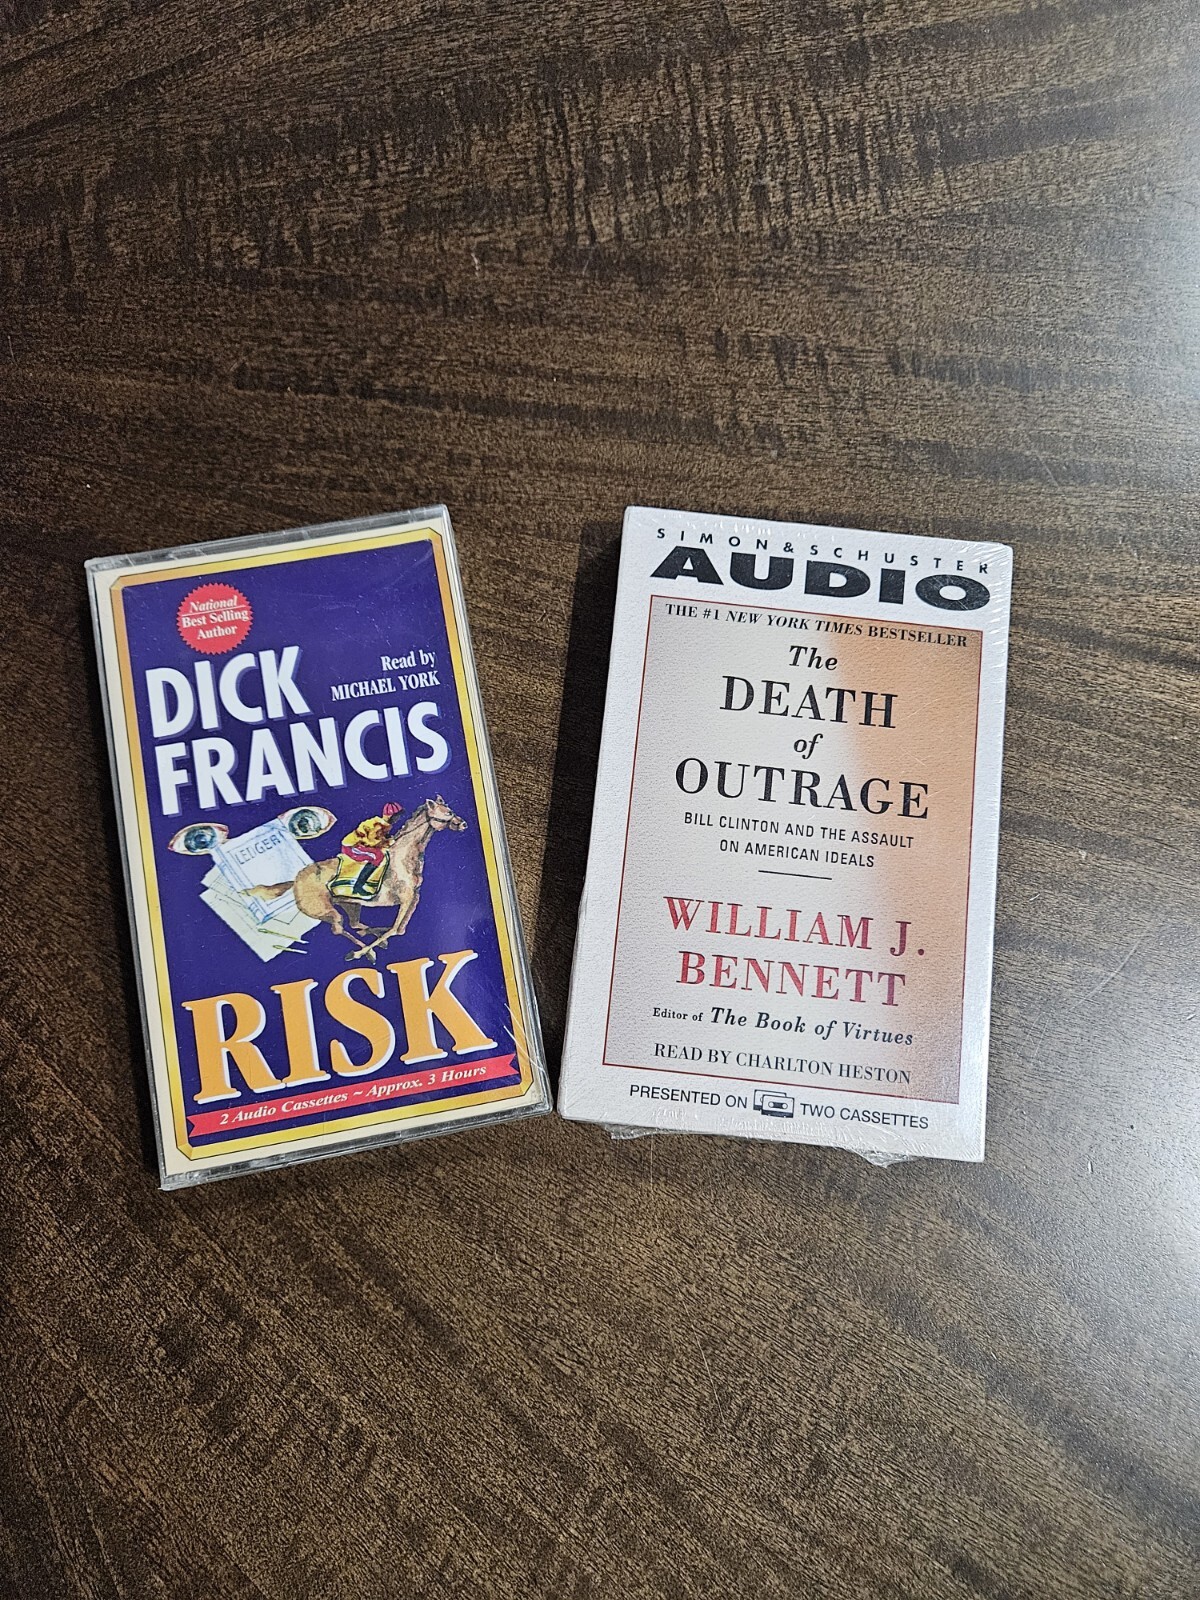 National
Best Selling
Author
DICK
FRANCIS
Read by
MICHAEL YORK
LEDGER
RISK
2 Audio Cassettes ~ Approx. 3 Hours
SIMON & SCHUSTER
AUDIO
THE #1 NEW YORK TIMES BESTSELLER
The
DEATH
of
OUTRAGE
BILL CLINTON AND THE ASSAULT
ON AMERICAN IDEALS
WILLIAM J.
BENNETT
Editor of The Book of Virtues
READ BY CHARLTON HESTON
PRESENTED ON TWO CASSETTES